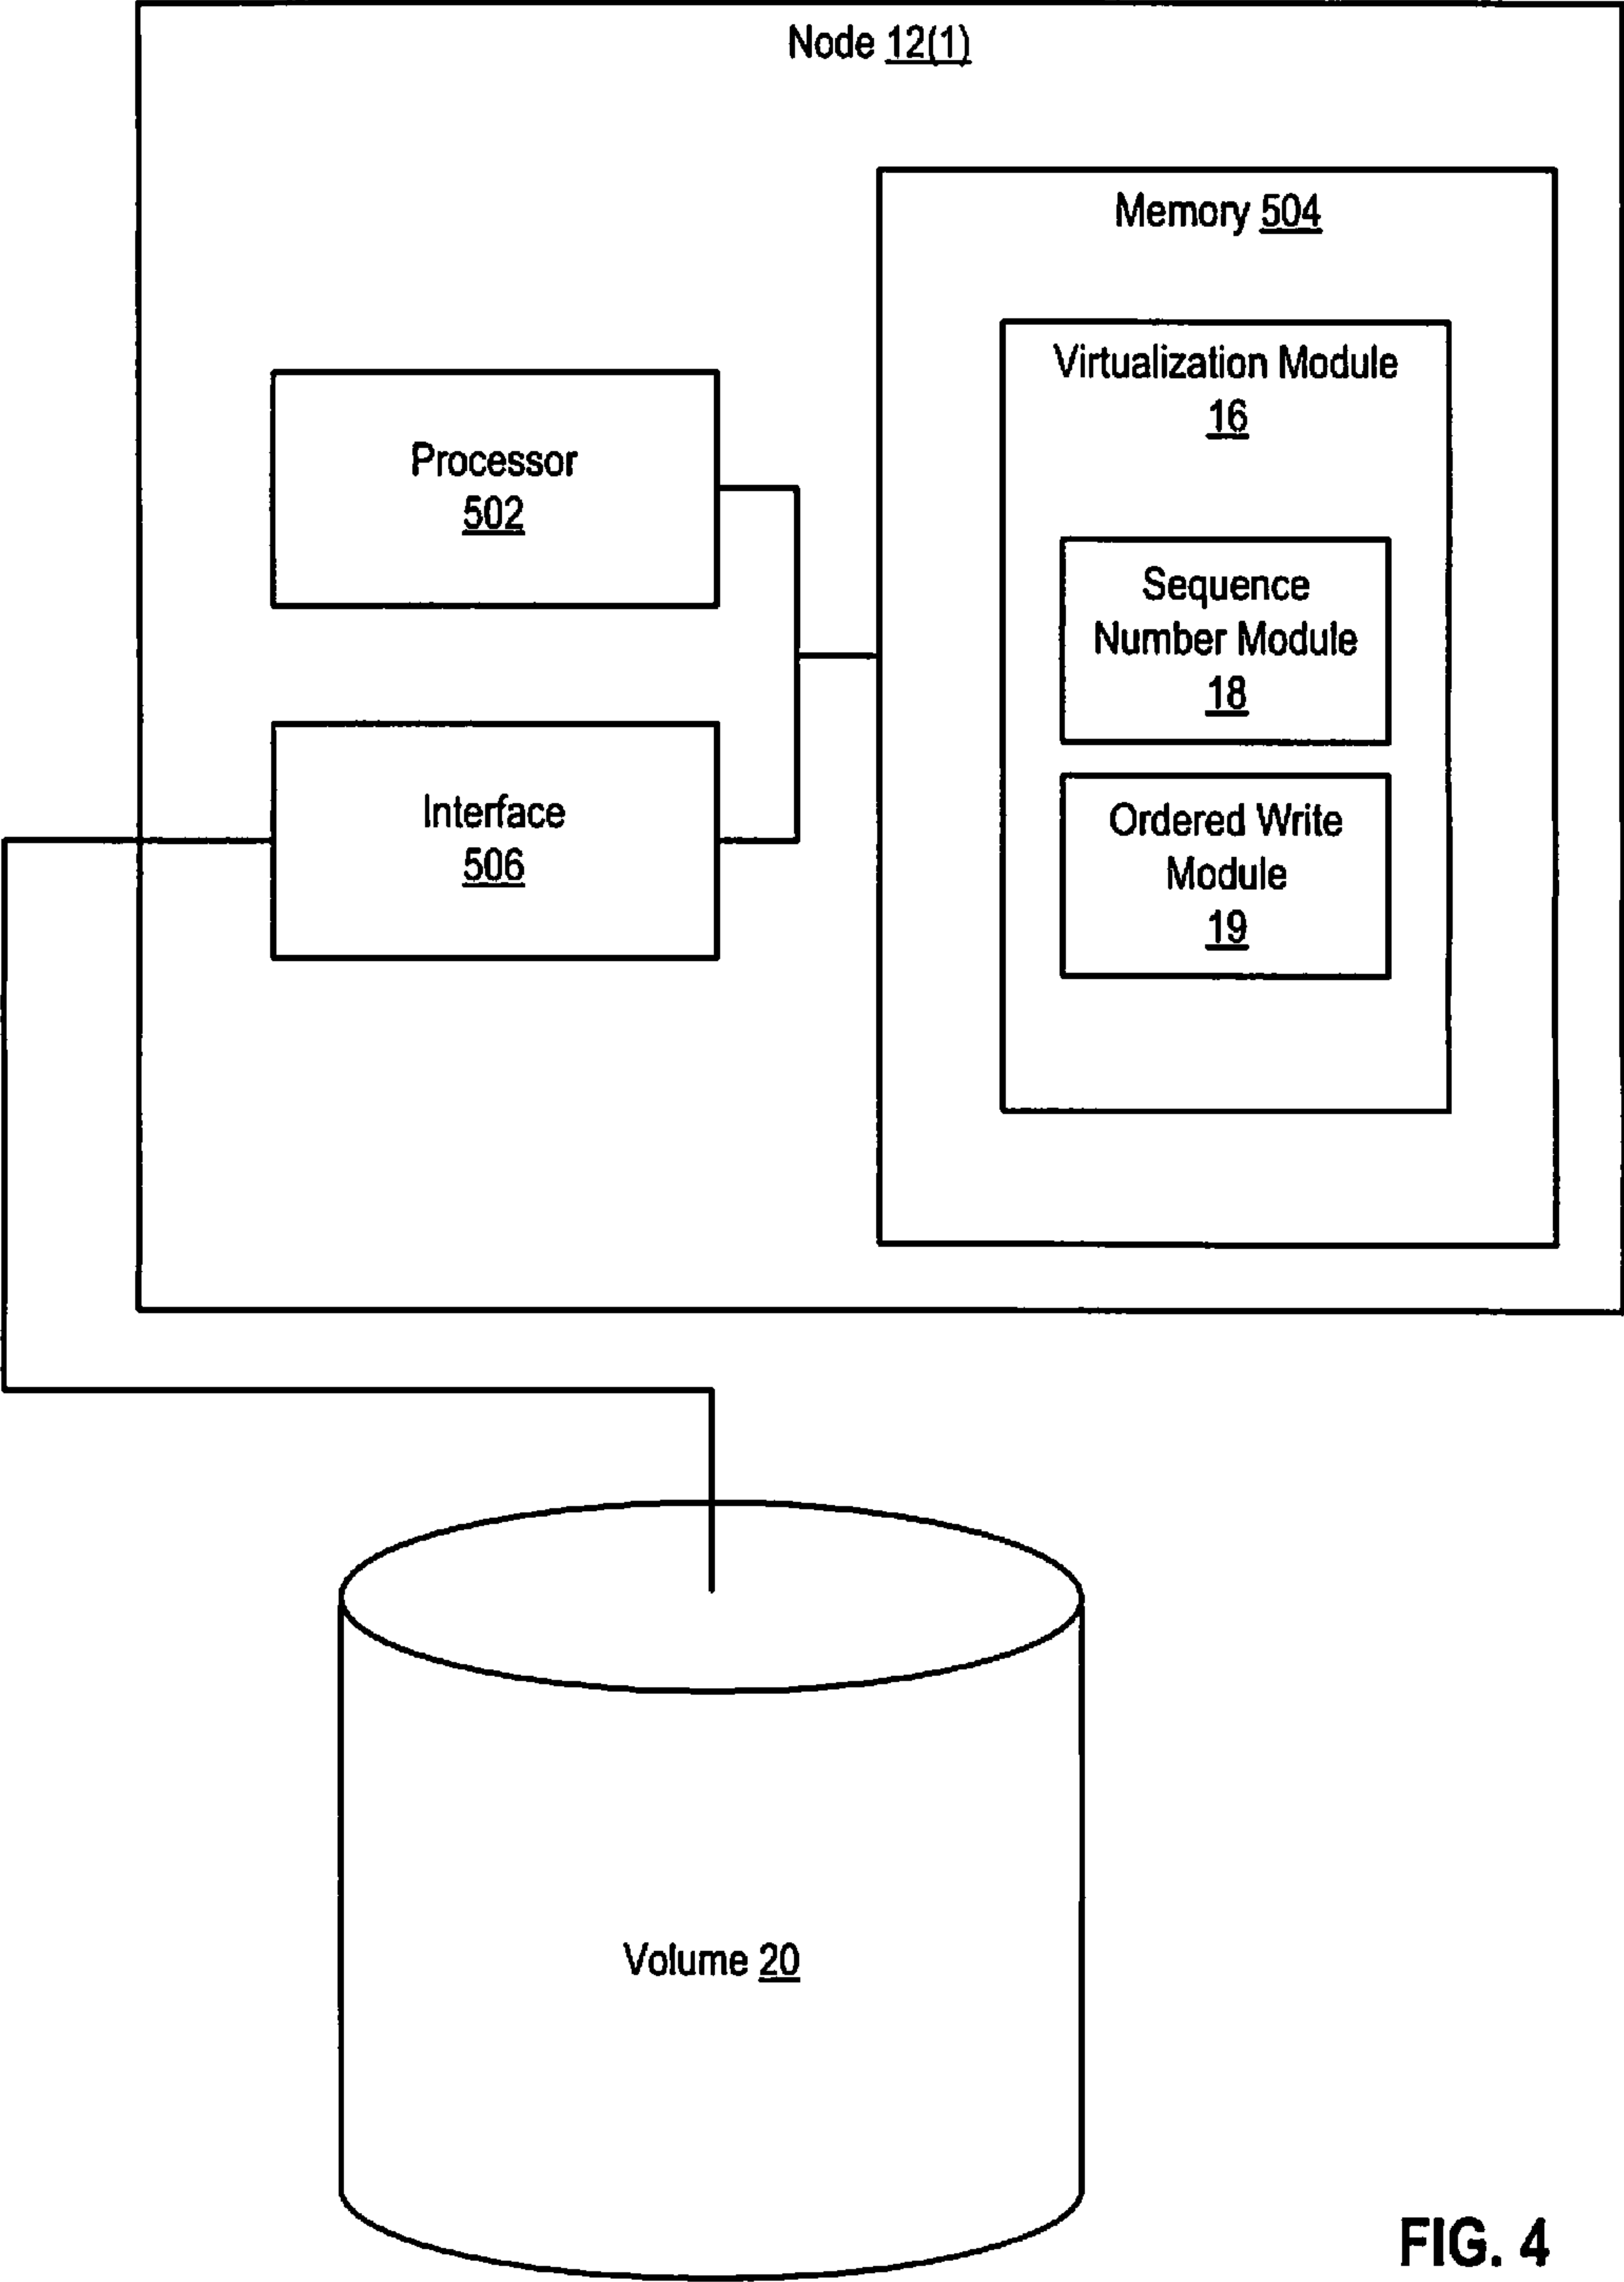 Node 12(1)
Memory 504
Virtualization Module
16
Processor
502
Sequence
Number Module
18
Interface
506
Ordered Write
Module
19
Volume 20
FIG. 4